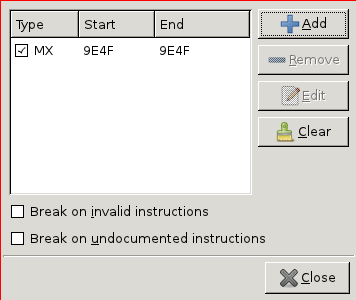 Type Start End
MX 9E4F 9E4F
Add
Remove
Edit
Clear
Break on invalid instructions
Break on undocumented instructions
Close